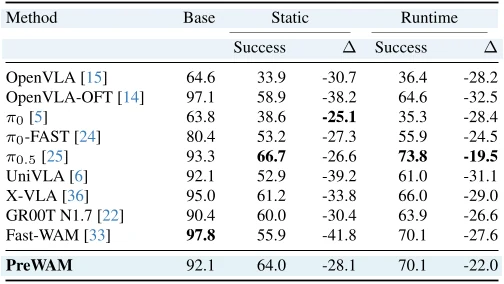 Method Base Static Runtime
Success Δ Success Δ
OpenVLA [15] 64.6 33.9 -30.7 36.4 -28.2
OpenVLA-OFT [14] 97.1 58.9 -38.2 64.6 -32.5
π0 [5] 63.8 38.6 -25.1 35.3 -28.4
π0-FAST [24] 80.4 53.2 -27.3 55.9 -24.5
π0.5 [25] 93.3 66.7 -26.6 73.8 -19.5
UniVLA [6] 92.1 52.9 -39.2 61.0 -31.1
X-VLA [36] 95.0 61.2 -33.8 66.0 -29.0
GR00T N1.7 [22] 90.4 60.0 -30.4 63.9 -26.6
Fast-WAM [33] 97.8 55.9 -41.8 70.1 -27.6
PreWAM 92.1 64.0 -28.1 70.1 -22.0